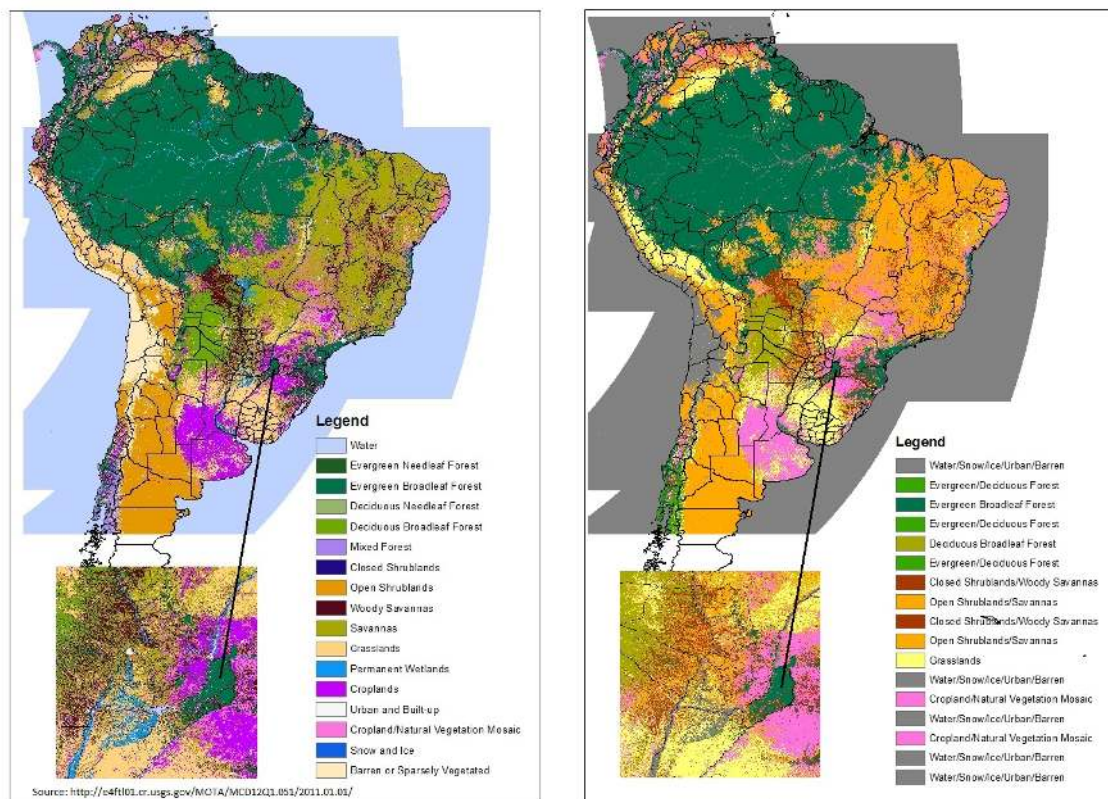 Legend
Water
Evergreen Needleaf Forest
Evergreen Broadleaf Forest
Deciduous Needleaf Forest
Deciduous Broadleaf Forest
Mixed Forest
Closed Shrublands
Open Shrublands
Woody Savannas
Savannas
Grasslands
Permanent Wetlands
Croplands
Urban and Built-up
Cropland/Natural Vegetation Mosaic
Snow and Ice
Barren or Sparsely Vegetated
Source: http://e4ftl01.cr.usgs.gov/MOTA/MCD12Q1.051/2011.01.01/
Legend
Water/Snow/Ice/Urban/Barren
Evergreen/Deciduous Forest
Evergreen Broadleaf Forest
Evergreen/Deciduous Forest
Deciduous Broadleaf Forest
Evergreen/Deciduous Forest
Closed Shrublands/Woody Savannas
Open Shrublands/Savannas
Closed Shrublands/Woody Savannas
Open Shrublands/Savannas
Grasslands
Water/Snow/Ice/Urban/Barren
Cropland/Natural Vegetation Mosaic
Water/Snow/Ice/Urban/Barren
Cropland/Natural Vegetation Mosaic
Water/Snow/Ice/Urban/Barren
Water/Snow/Ice/Urban/Barren